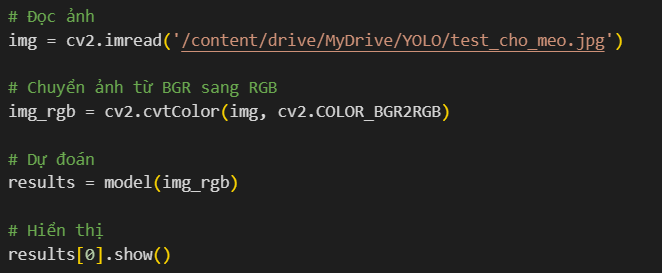 # Đọc ảnh
img = cv2.imread('/content/drive/MyDrive/YOLO/test_cho_meo.jpg')
# Chuyển ảnh từ BGR sang RGB
img_rgb = cv2.cvtColor(img, cv2.COLOR_BGR2RGB)
# Dự đoán
results = model(img_rgb)
# Hiển thị
results[0].show()